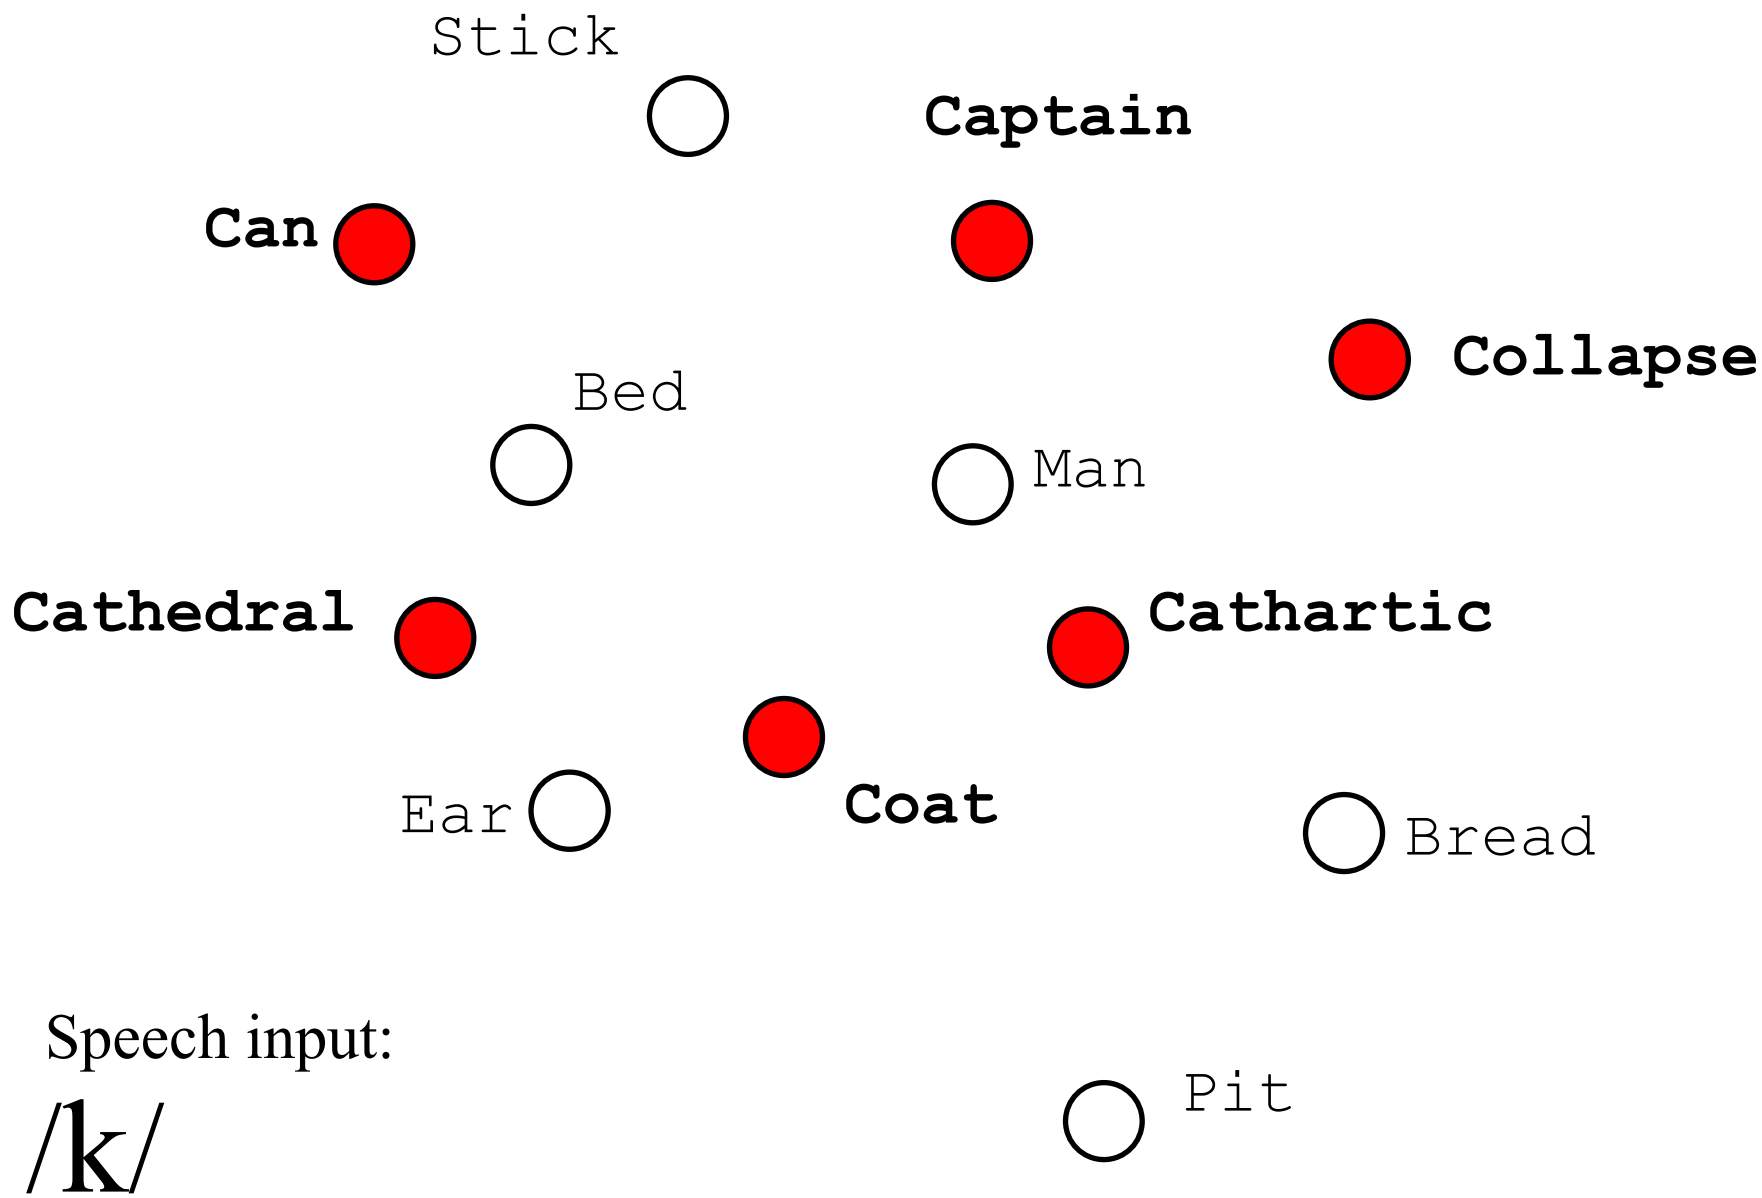 Stick
Captain
Can
Collapse
Bed
Man
Cathedral
Cathartic
Coat
Ear
Bread
Speech input:
Pit
/k/